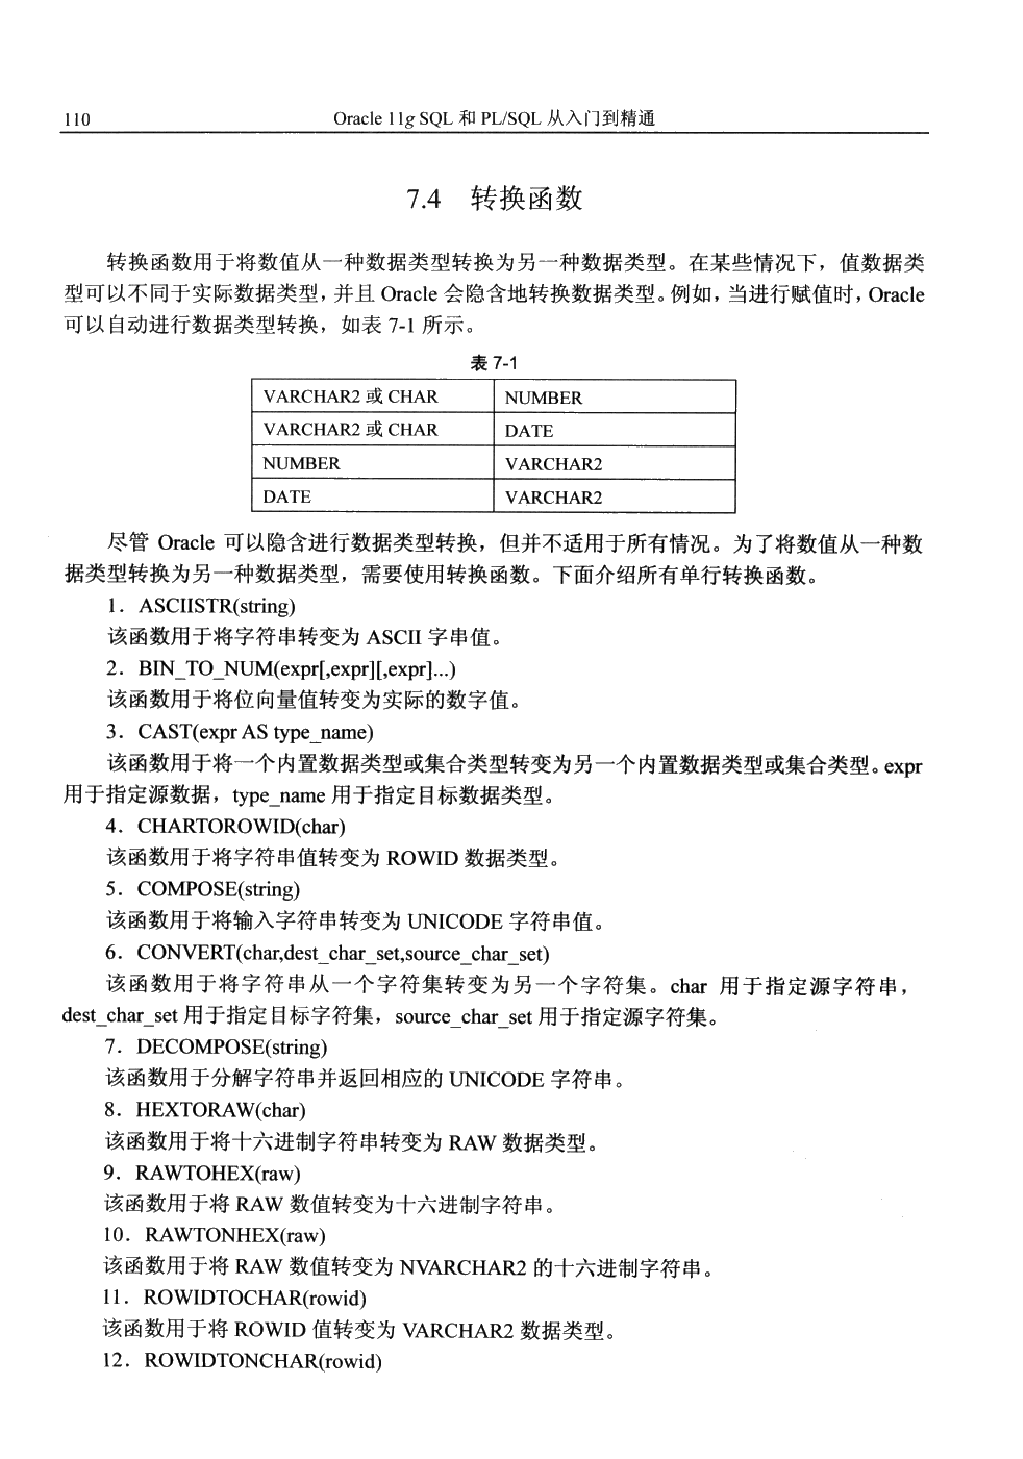 110 Oracle 11g SQL 和 PL/SQL 从入门到精通
7.4 转换函数
转换函数用于将数值从一种数据类型转换为另一种数据类型。在某些情况下，值数据类
型可以不同于实际数据类型，并且 Oracle 会隐含地转换数据类型。例如，当进行赋值时，Oracle
可以自动进行数据类型转换，如表 7-1 所示。
表 7-1
VARCHAR2 或 CHAR NUMBER
VARCHAR2 或 CHAR DATE
NUMBER VARCHAR2
DATE VARCHAR2
尽管 Oracle 可以隐含进行数据类型转换，但并不适用于所有情况。为了将数值从一种数
据类型转换为另一种数据类型，需要使用转换函数。下面介绍所有单行转换函数。
1．ASCIISTR(string)
该函数用于将字符串转变为 ASCII 字串值。
2．BIN_TO_NUM(expr[,expr][,expr]...)
该函数用于将位向量值转变为实际的数字值。
3．CAST(expr AS type_name)
该函数用于将一个内置数据类型或集合类型转变为另一个内置数据类型或集合类型。expr
用于指定源数据，type_name 用于指定目标数据类型。
4．CHARTOROWID(char)
该函数用于将字符串值转变为 ROWID 数据类型。
5．COMPOSE(string)
该函数用于将输入字符串转变为 UNICODE 字符串值。
6．CONVERT(char,dest_char_set,source_char_set)
该函数用于将字符串从一个字符集转变为另一个字符集。char 用于指定源字符串，
dest_char_set 用于指定目标字符集，source_char_set 用于指定源字符集。
7．DECOMPOSE(string)
该函数用于分解字符串并返回相应的 UNICODE 字符串。
8．HEXTORAW(char)
该函数用于将十六进制字符串转变为 RAW 数据类型。
9．RAWTOHEX(raw)
该函数用于将 RAW 数值转变为十六进制字符串。
10．RAWTONHEX(raw)
该函数用于将 RAW 数值转变为 NVARCHAR2 的十六进制字符串。
11．ROWIDTOCHAR(rowid)
该函数用于将 ROWID 值转变为 VARCHAR2 数据类型。
12．ROWIDTONCHAR(rowid)